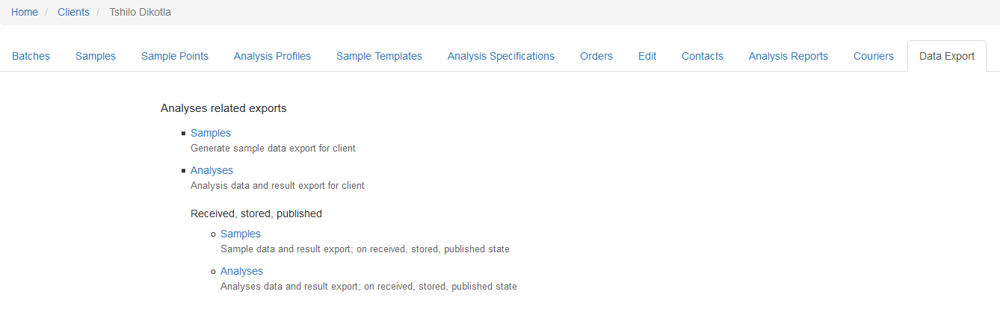 Home / Clients / Tshilo Dikotla
Batches Samples Sample Points Analysis Profiles Sample Templates Analysis Specifications Orders Edit Contacts Analysis Reports Couriers Data Export
Analyses related exports
Samples
Generate sample data export for client
Analyses
Analysis data and result export for client
Received, stored, published
Samples
Sample data and result export; on received, stored, published state
Analyses
Analyses data and result export; on received, stored, published state